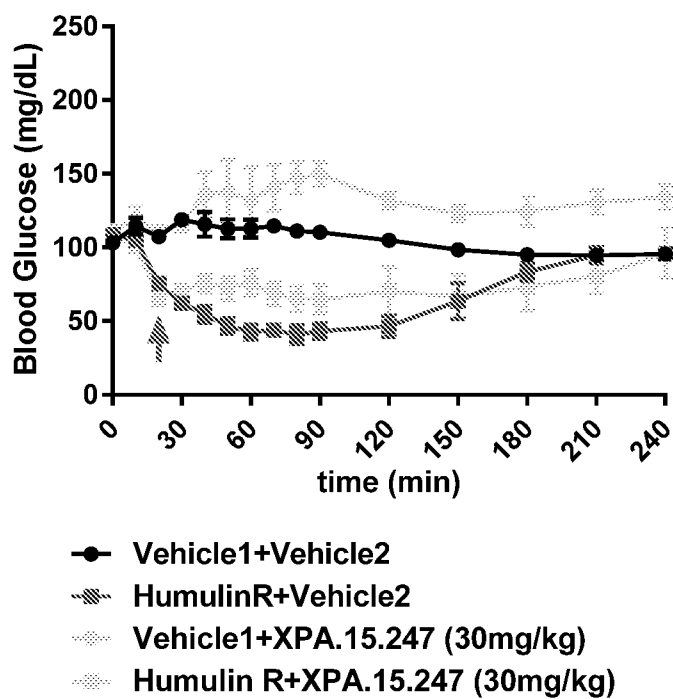 250
200
150
100
50
0
Blood Glucose (mg/dL)
0 30 60 90 120 150 180 210 240
time (min)
Vehicle1+Vehicle2
HumulinR+Vehicle2
Vehicle1+XPA.15.247 (30mg/kg)
Humulin R+XPA.15.247 (30mg/kg)